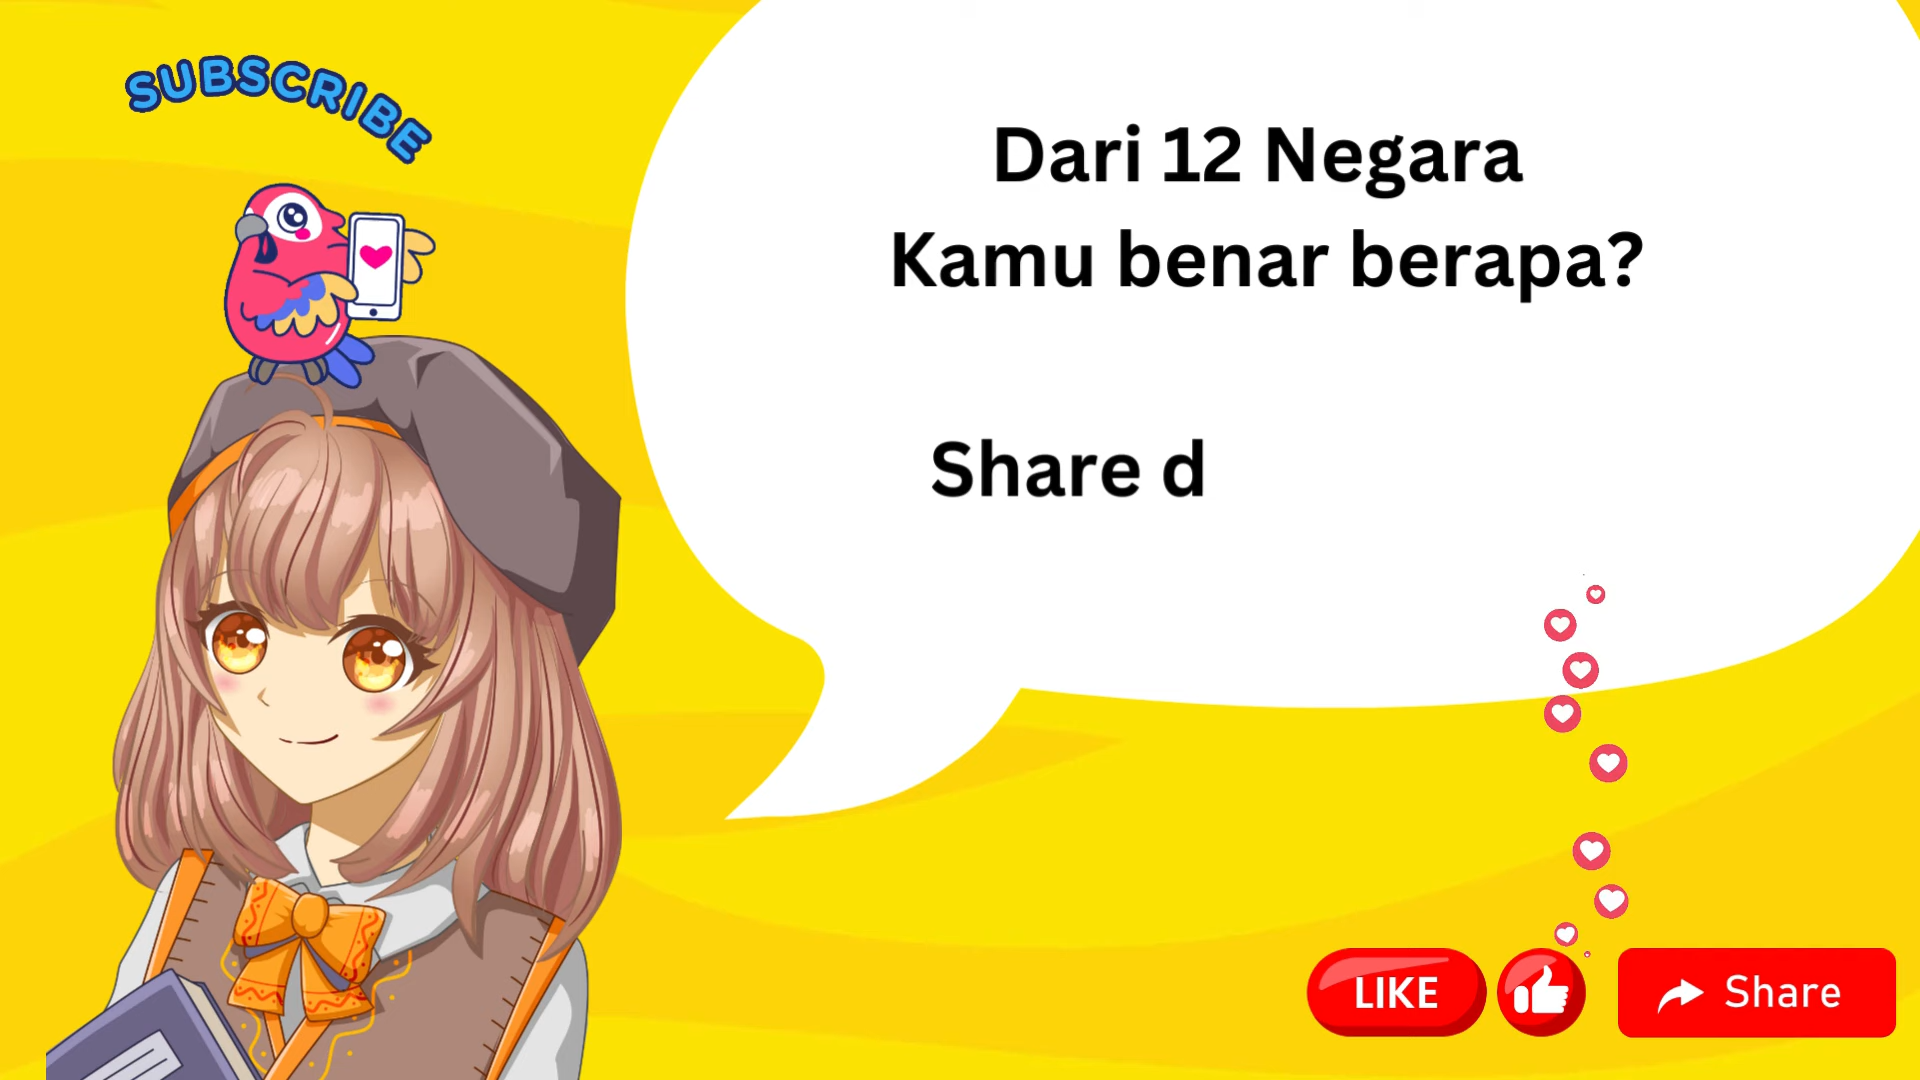 SUBSCRIBE
Dari 12 Negara
Kamu benar berapa?
Share d
LIKE
Share